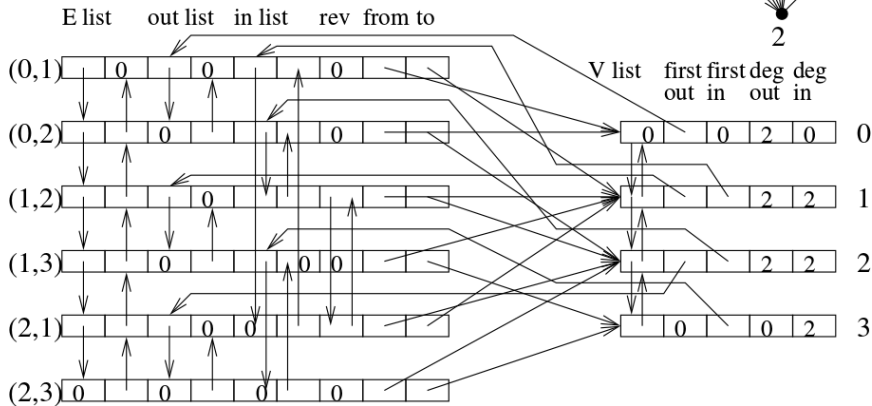 E list out list in list rev from to
2
V list first first deg deg
out in out in
(0,1) 0 0 0
(0,2) 0 0 0 0 2 0 0
(1,2) 0 2 2 1
(1,3) 0 0 0 2 2 2
(2,1) 0 0 0 0 2 3
(2,3) 0 0 0